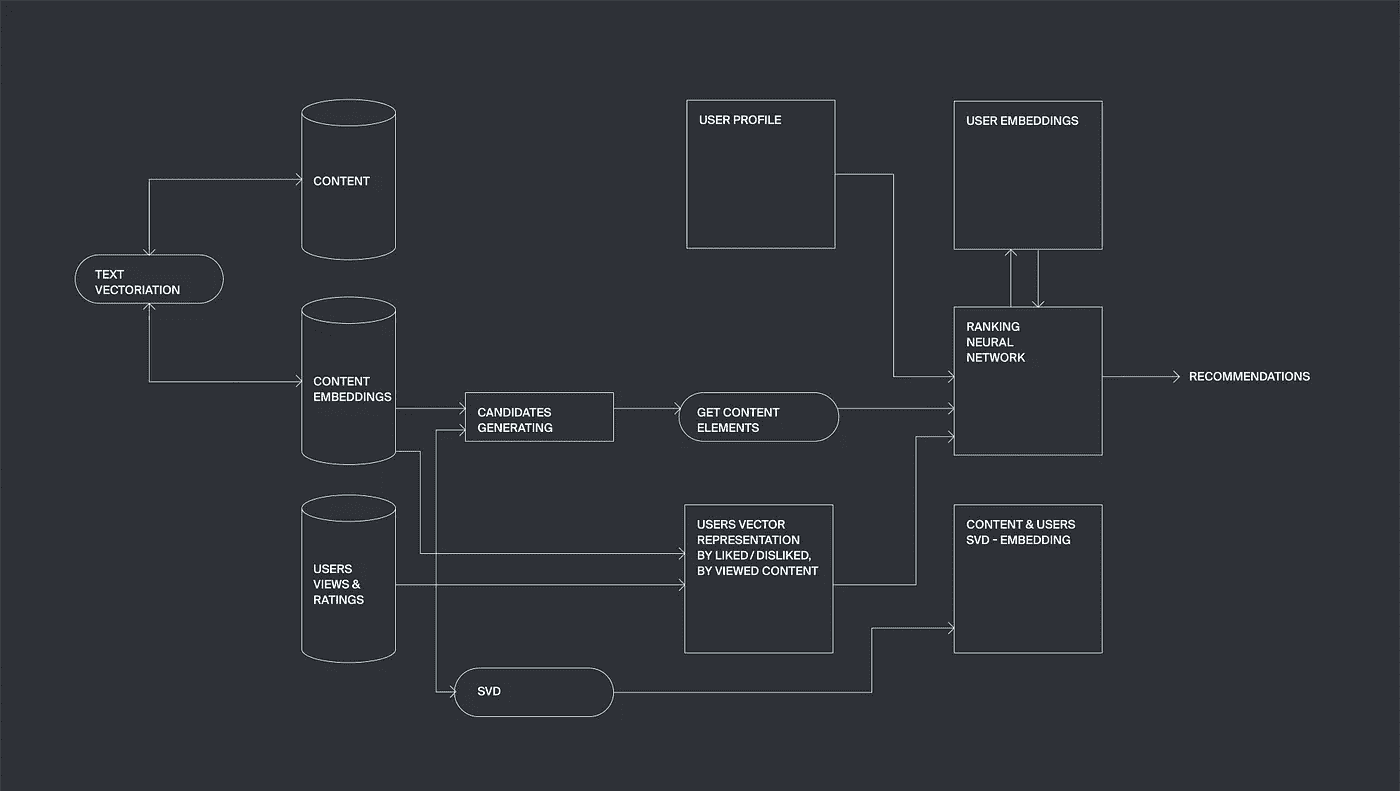 USER PROFILE
USER EMBEDDINGS
CONTENT
TEXT
VECTORIATION
RANKING
NEURAL
NETWORK
RECOMMENDATIONS
CONTENT
EMBEDDINGS
CANDIDATES
GENERATING
GET CONTENT
ELEMENTS
USERS VECTOR
REPRESENTATION
BY LIKED / DISLIKED,
BY VIEWED CONTENT
CONTENT & USERS
SVD - EMBEDDING
USERS
VIEWS &
RATINGS
SVD